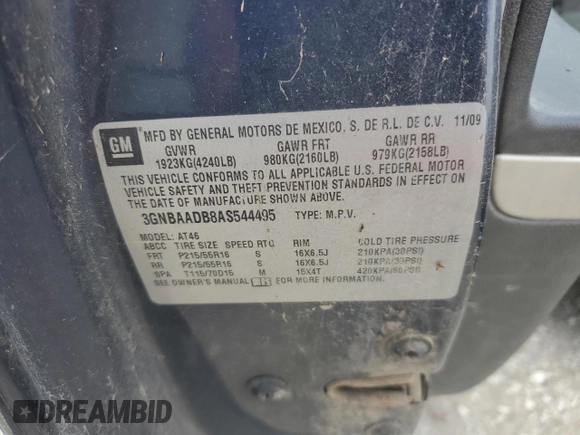 GM
MFD BY GENERAL MOTORS DE MEXICO, S. DE R.L. DE C.V. 11/09
GVWR GAWR FRT GAWR RR
1923KG(4240LB) 980KG(2160LB) 979KG(2158LB)
THIS VEHICLE CONFORMS TO ALL APPLICABLE U.S. FEDERAL MOTOR
VEHICLE SAFETY AND THEFT PREVENTION STANDARDS IN EFFECT ON
THE DATE OF MANUFACTURE SHOWN ABOVE.
3GNBAADB8AS544495 TYPE: M.P.V.
MODEL: AT46
ABCC TIRE SIZE SPEED RTG RIM COLD TIRE PRESSURE
FRT P215/55R16 S 16X6.5J 210KPA(30PSI)
RR P215/55R16 S 16X6.5J 210KPA(30PSI)
SPA T115/70D15 M 15X4T 420KPA(60PSI)
SEE OWNER'S MANUAL FOR MORE INFORMATION.
DREAMBID